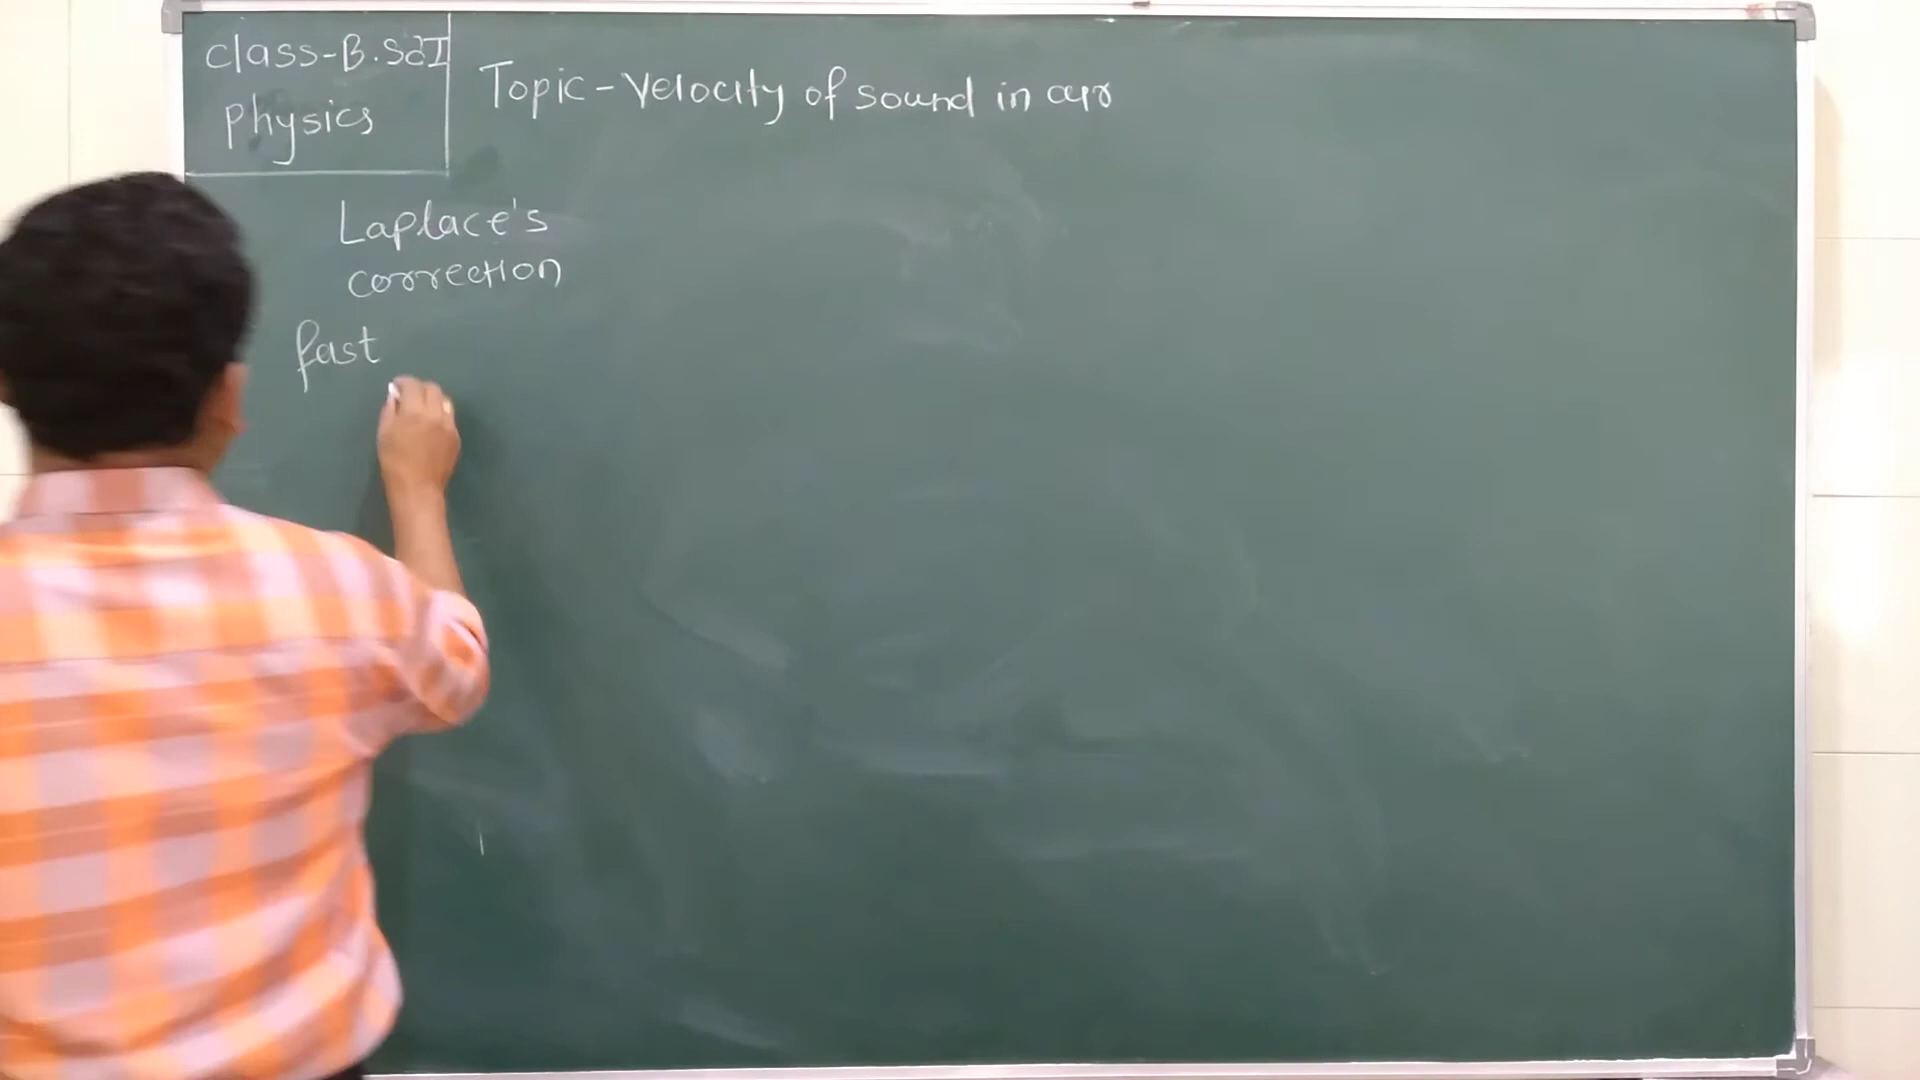 class-B.Sc I
Physics
Topic - Velocity of sound in air
Laplace's
correction
fast